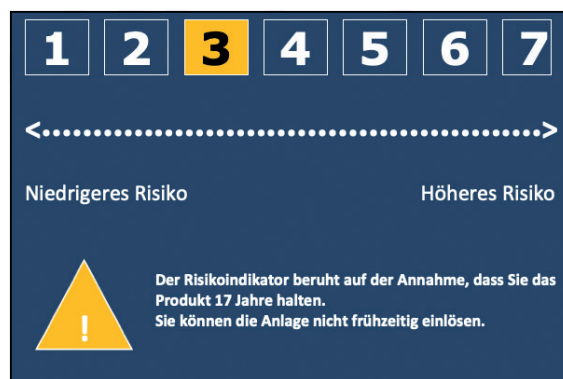 1 2 3 4 5 6 7
<.......................................................>
Niedrigeres Risiko Höheres Risiko
Der Risikoindikator beruht auf der Annahme, dass Sie das
Produkt 17 Jahre halten.
Sie können die Anlage nicht frühzeitig einlösen.
!